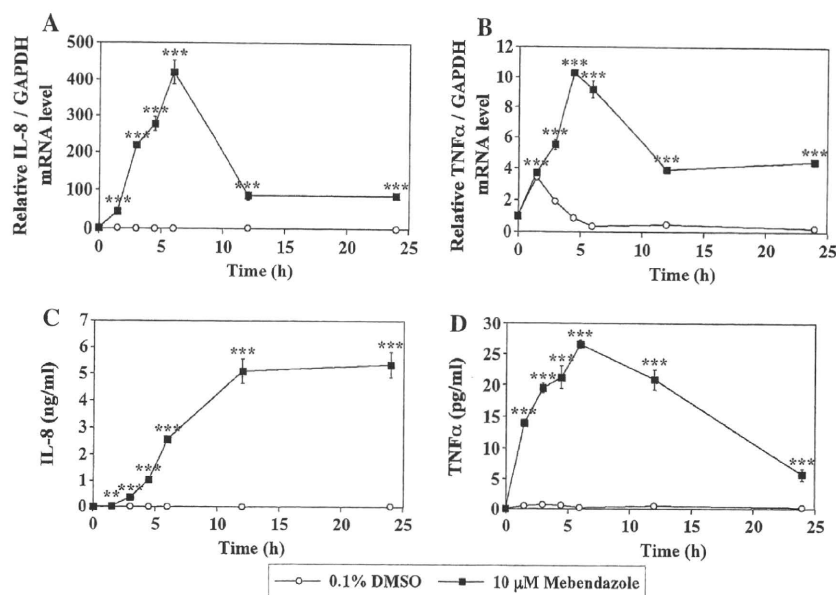 A
Relative IL-8 / GAPDH
mRNA level
500
400
300
200
100
0
***
***
***
***
***
***
0 5 10 15 20 25
Time (h)
B
Relative TNFα / GAPDH
mRNA level
12
10
8
6
4
2
0
***
***
***
***
***
***
0 5 10 15 20 25
Time (h)
C
IL-8 (ng/ml)
7
6
5
4
3
2
1
0
**
***
***
***
***
***
0 5 10 15 20 25
Time (h)
D
TNFα (pg/ml)
30
25
20
15
10
5
0
***
***
***
***
***
***
0 5 10 15 20 25
Time (h)
0.1% DMSO
10 µM Mebendazole